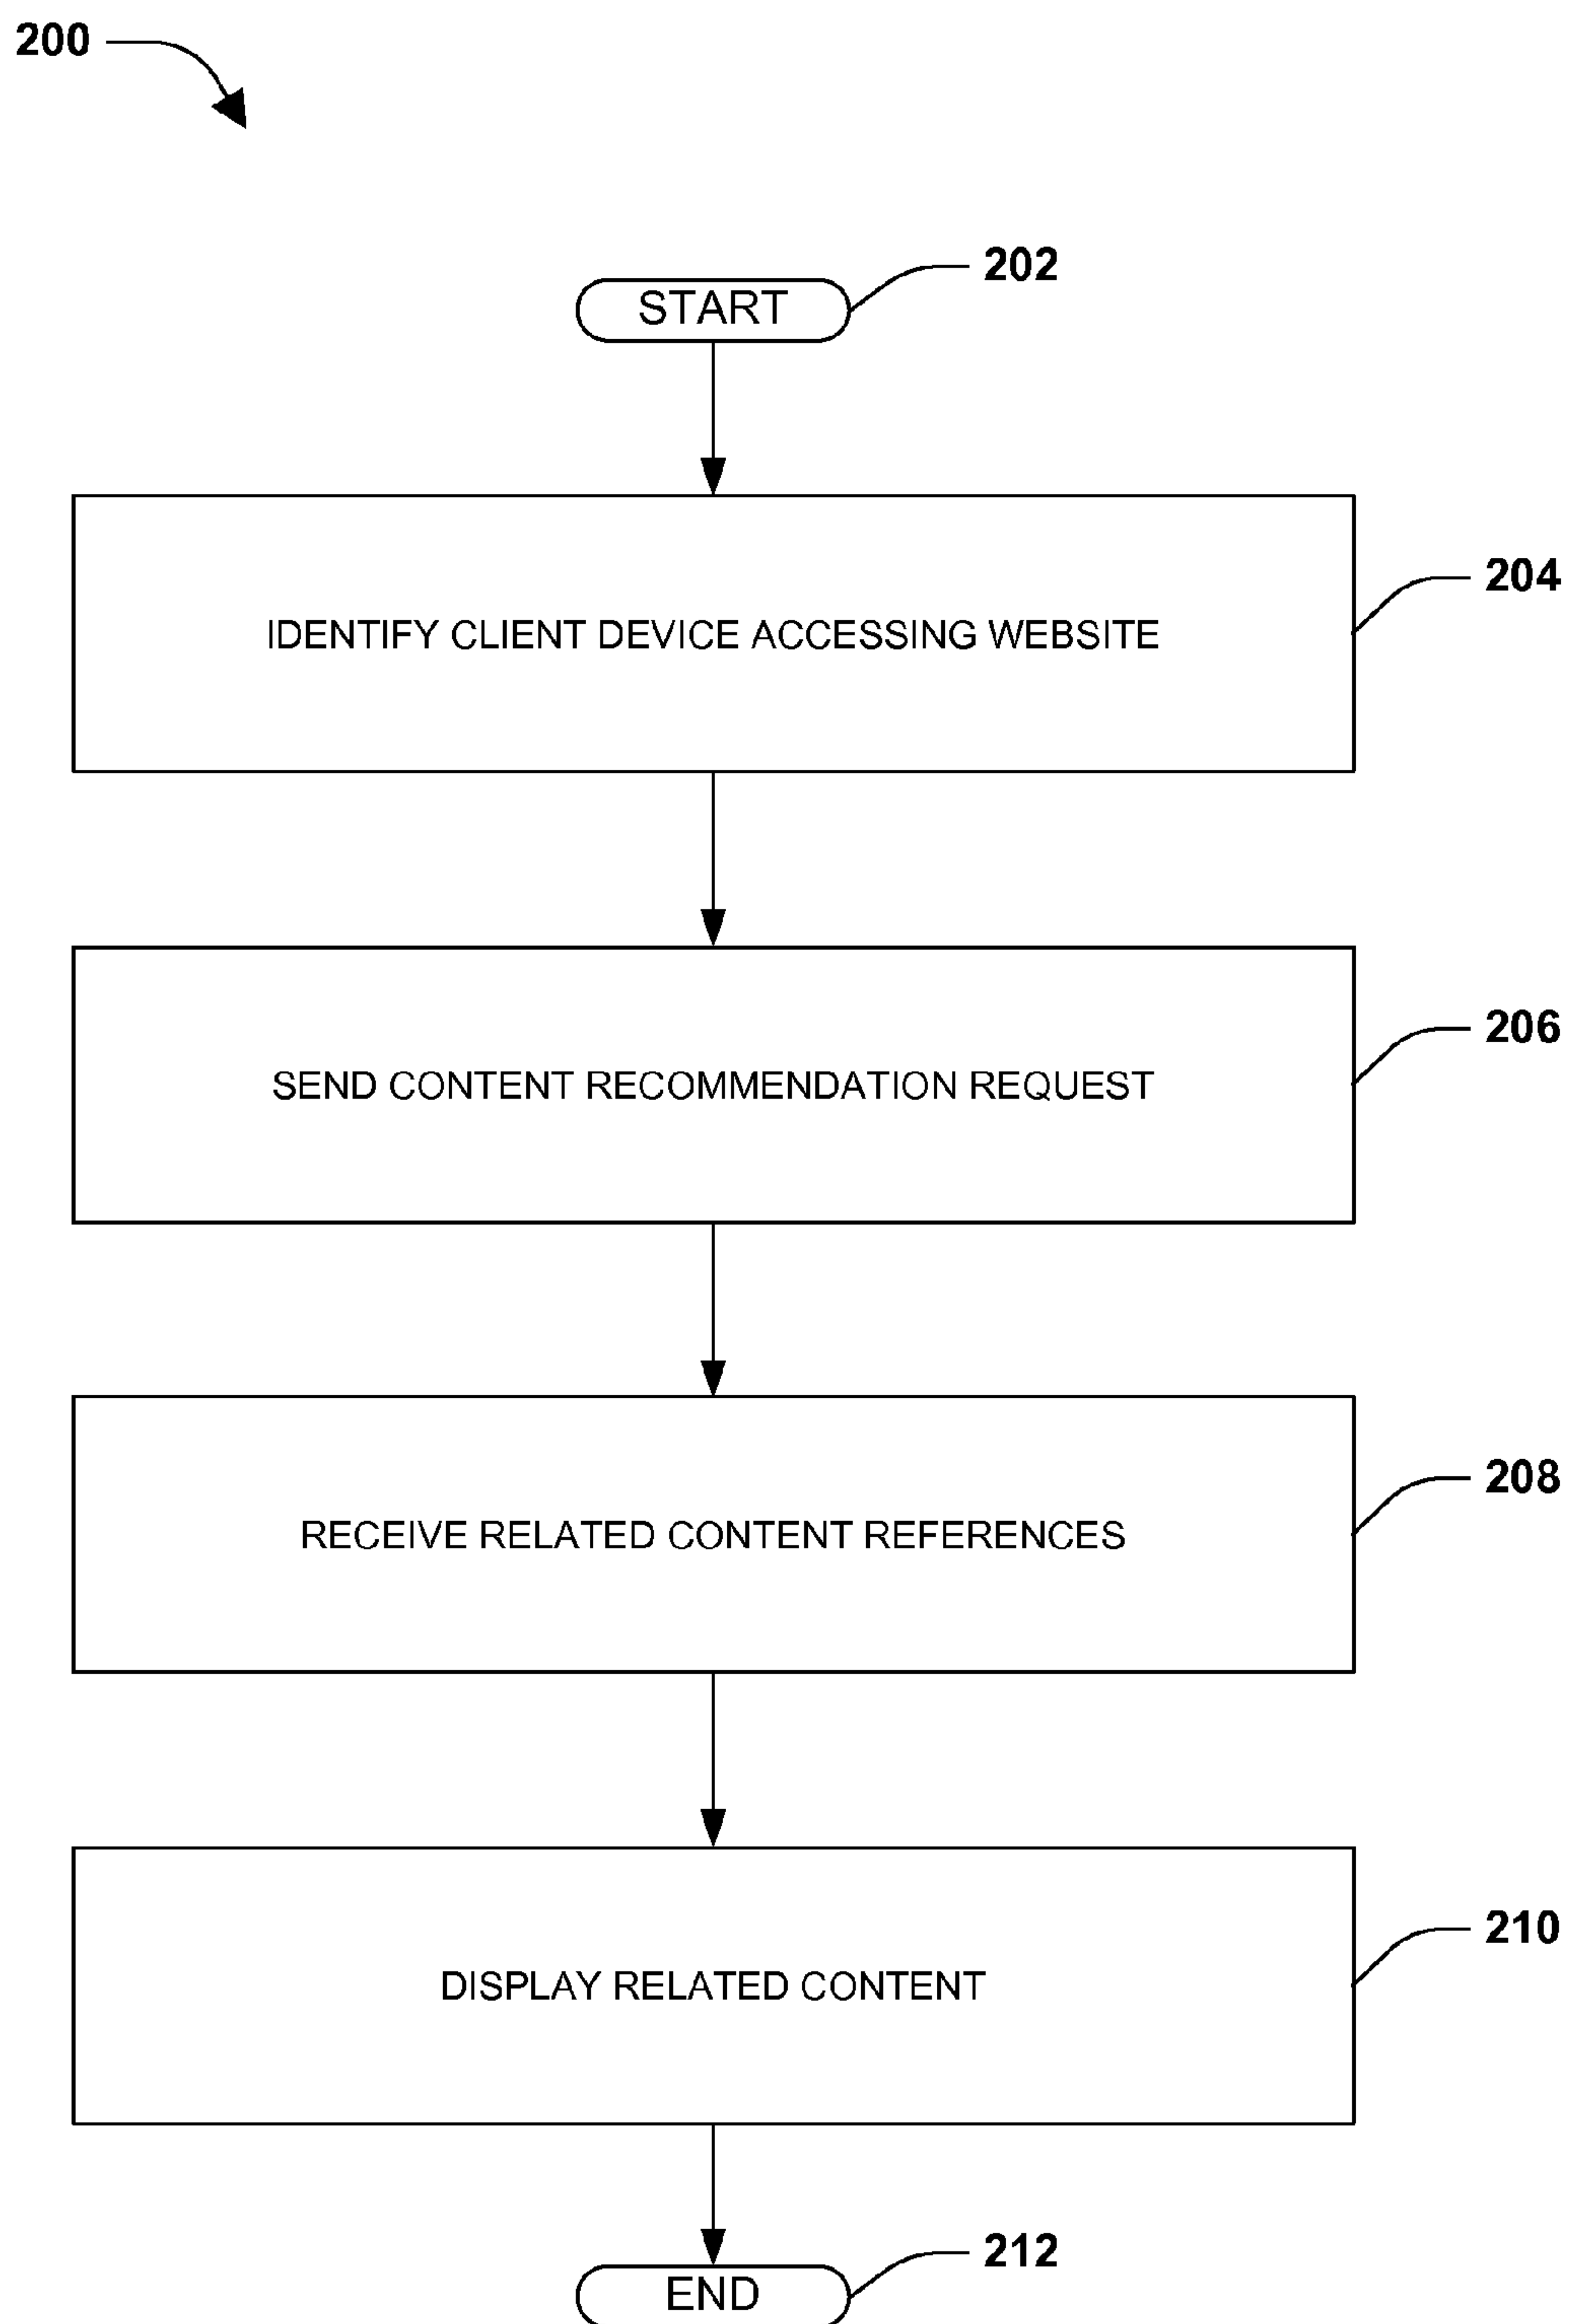 200
202
START
204
IDENTIFY CLIENT DEVICE ACCESSING WEBSITE
206
SEND CONTENT RECOMMENDATION REQUEST
208
RECEIVE RELATED CONTENT REFERENCES
210
DISPLAY RELATED CONTENT
212
END